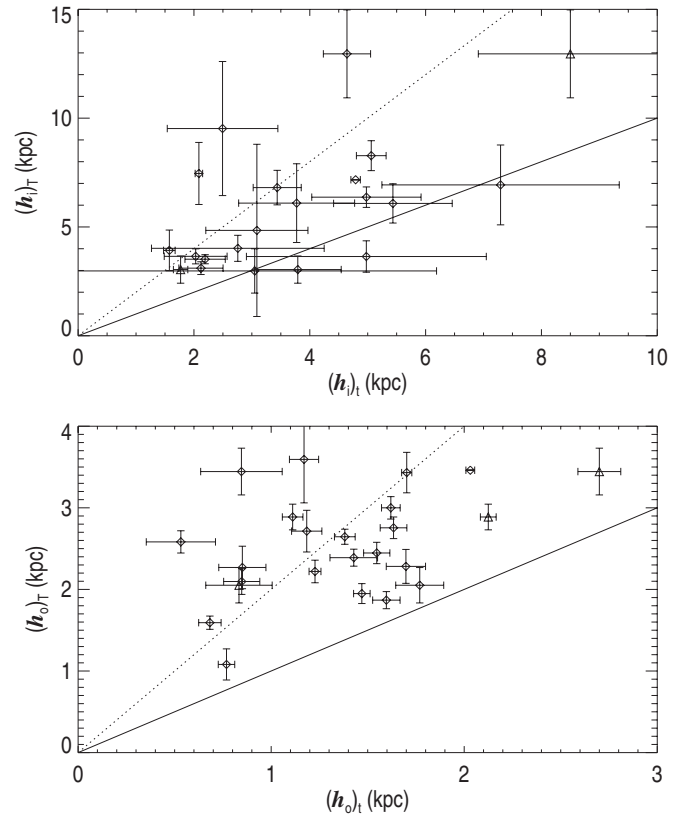 15
10
5
0
(h_i)_T (kpc)
0 2 4 6 8 10
(h_i)_t (kpc)
4
3
2
1
0
(h_o)_T (kpc)
0 1 2 3
(h_o)_t (kpc)